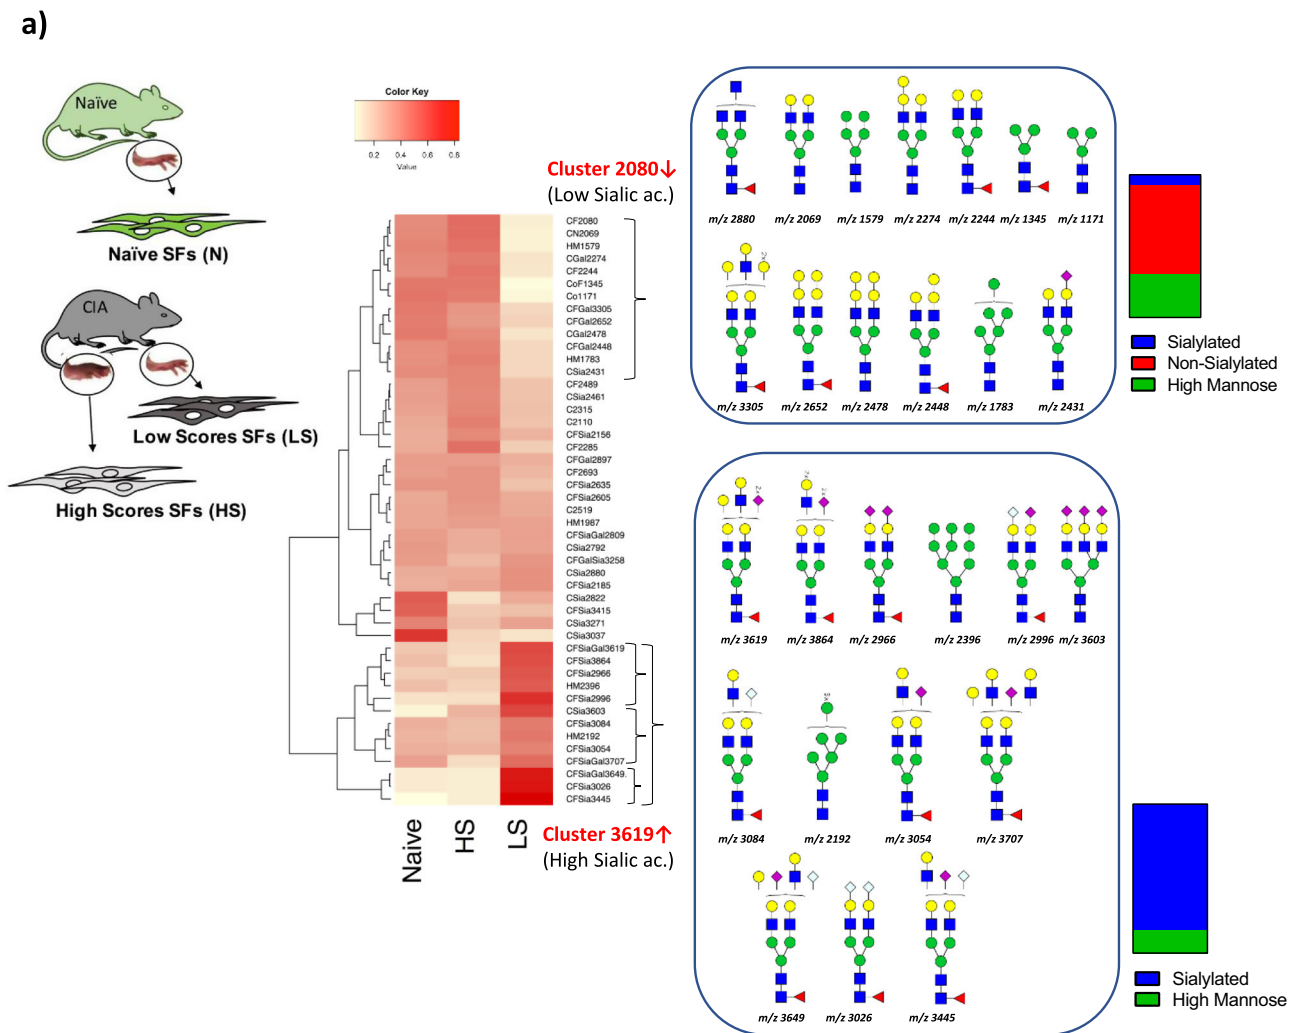 a)
Naïve
Naïve SFs (N)
CIA
Low Scores SFs (LS)
High Scores SFs (HS)
Color Key
0.2 0.4 0.6 0.8
Value
Cluster 2080↓
(Low Sialic ac.)
CF2080
CN2069
HM1579
CGal2274
CF2244
CoF1345
Co1171
CFGal3305
CFGal2652
CGal2478
CFGal2448
HM1783
CSia2431
CF2489
CSia2461
C2315
C2110
CFSia2156
CF2285
CFGal2897
CF2693
CFSia2635
CFSia2605
C2519
HM1987
CFSiaGal2809
CSia2792
CFGalSia3258
CSia2880
CFSia2185
CSia2822
CFSia3415
CSia3271
CSia3037
CFSiaGal3619
CFSia3864
CFSia2966
HM2396
CFSia2996
CSia3603
CFSia3084
HM2192
CFSia3054
CFSiaGal3707
CFSiaGal3649.
CFSia3026
CFSia3445
Naive
HS
LS
Cluster 3619↑
(High Sialic ac.)
m/z 2880 m/z 2069 m/z 1579 m/z 2274 m/z 2244 m/z 1345 m/z 1171
2x
m/z 3305 m/z 2652 m/z 2478 m/z 2448 m/z 1783 m/z 2431
Sialylated
Non-Sialylated
High Mannose
2x 2x 2x
m/z 3619 m/z 3864 m/z 2966 m/z 2396 m/z 2996 m/z 3603
3x
m/z 3084 m/z 2192 m/z 3054 m/z 3707
m/z 3649 m/z 3026 m/z 3445
Sialylated
High Mannose